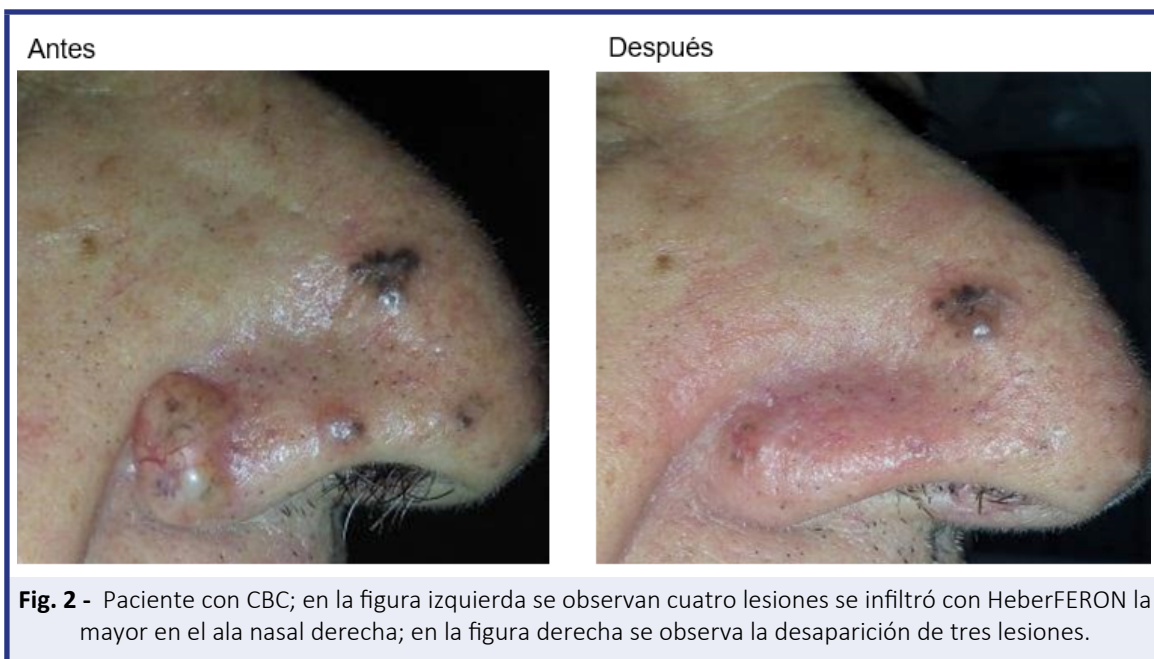 Antes
Después
Fig. 2 - Paciente con CBC; en la figura izquierda se observan cuatro lesiones se infiltró con HeberFERON la
mayor en el ala nasal derecha; en la figura derecha se observa la desaparición de tres lesiones.